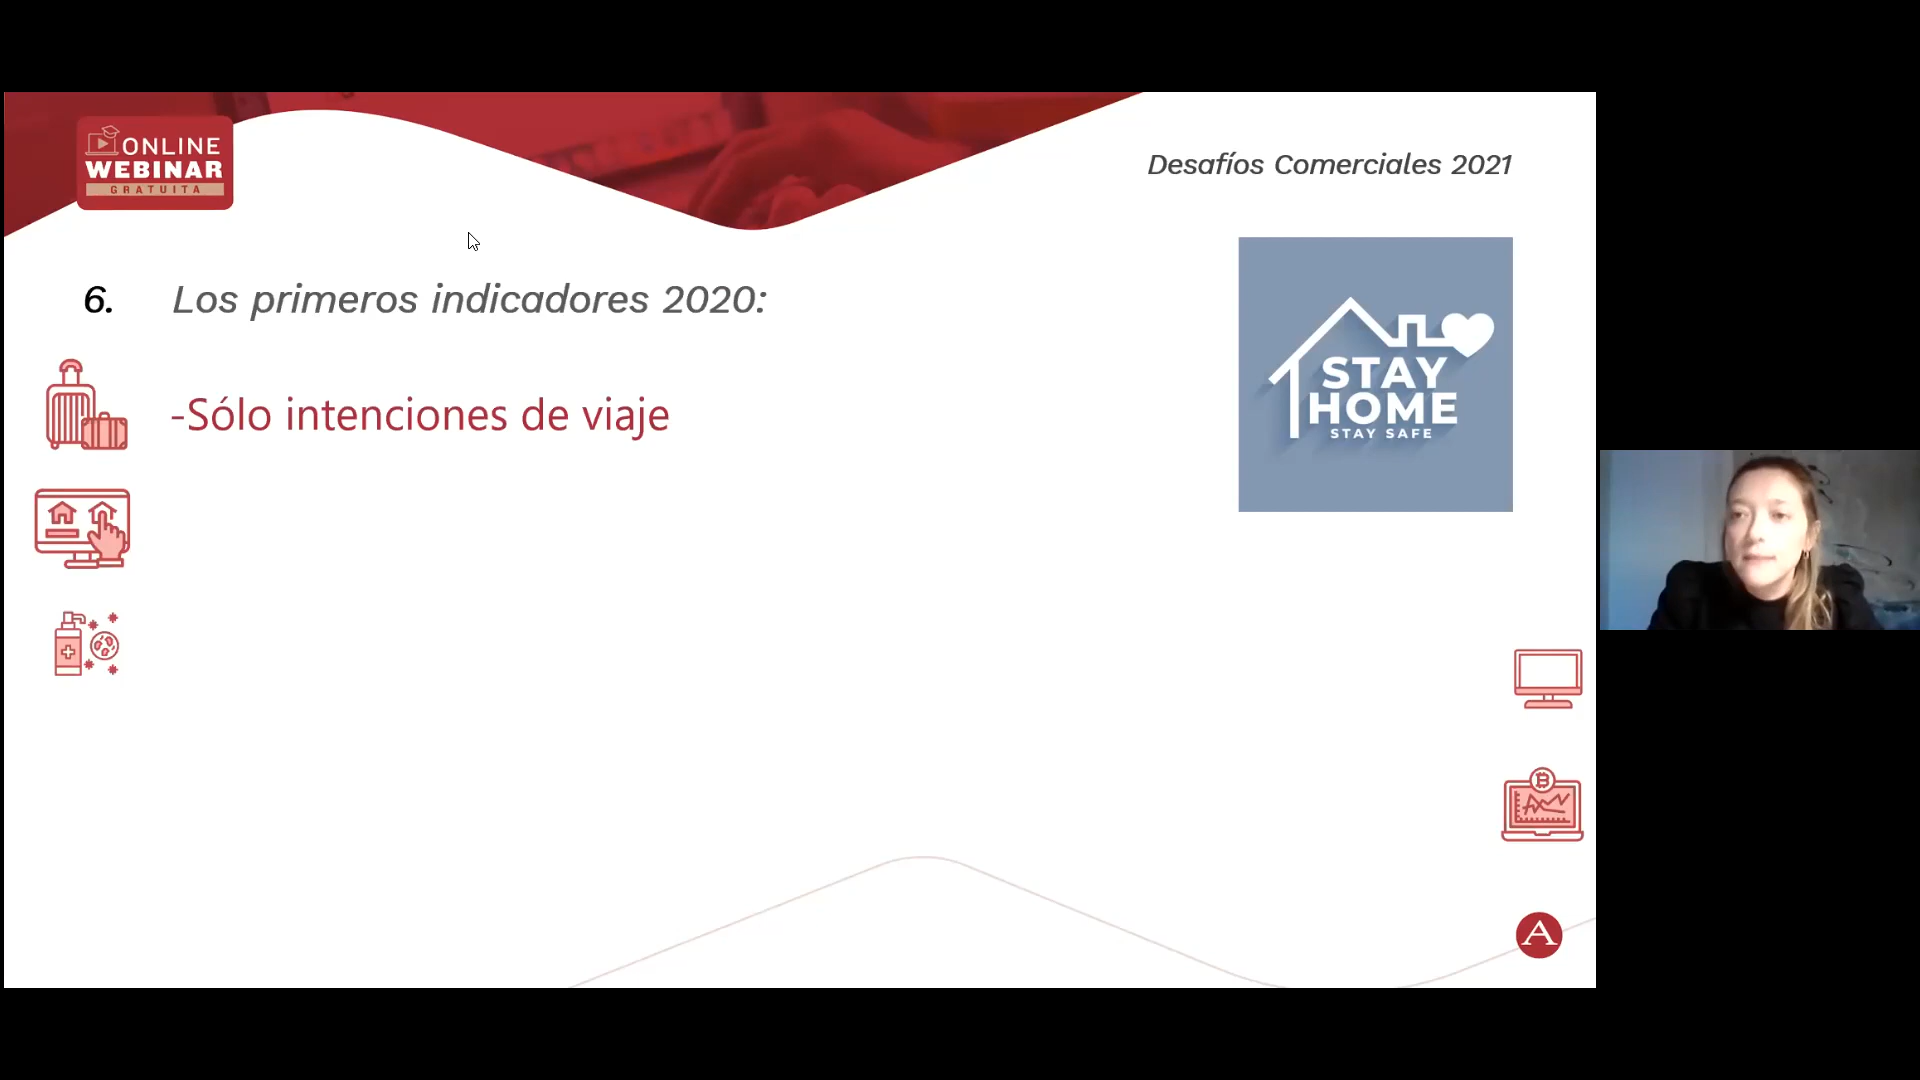 ONLINE
WEBINAR
GRATUITA
Desafíos Comerciales 2021
6. Los primeros indicadores 2020:
-Sólo intenciones de viaje
STAY
HOME
STAY SAFE
A